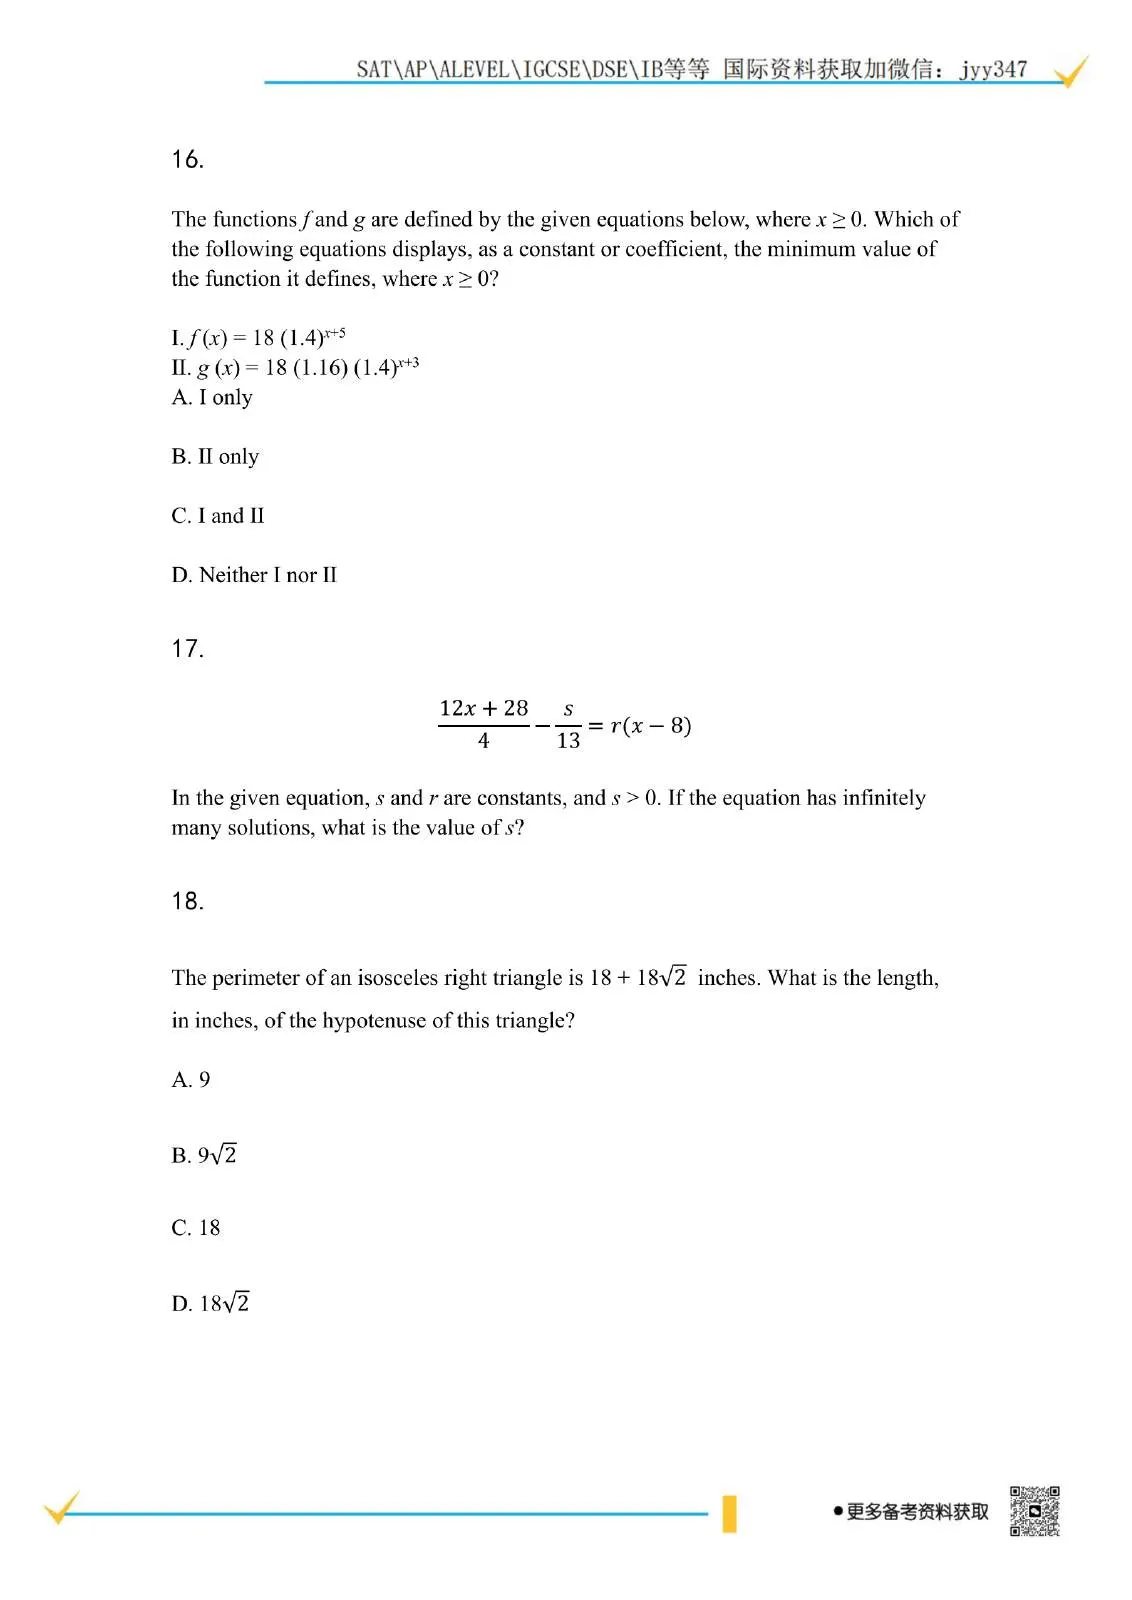 SAT\AP\ALEVEL\IGCSE\DSE\IB等等 国际资料获取加微信：jyy347
16.
The functions f and g are defined by the given equations below, where x ≥ 0. Which of
the following equations displays, as a constant or coefficient, the minimum value of
the function it defines, where x ≥ 0?
I. f (x) = 18 (1.4)^{x+5}
II. g (x) = 18 (1.16) (1.4)^{x+3}
A. I only
B. II only
C. I and II
D. Neither I nor II
17.
\frac{12x + 28}{4} − \frac{s}{13} = r(x − 8)
In the given equation, s and r are constants, and s > 0. If the equation has infinitely
many solutions, what is the value of s?
18.
The perimeter of an isosceles right triangle is 18 + 18√2 inches. What is the length,
in inches, of the hypotenuse of this triangle?
A. 9
B. 9√2
C. 18
D. 18√2
●更多备考资料获取